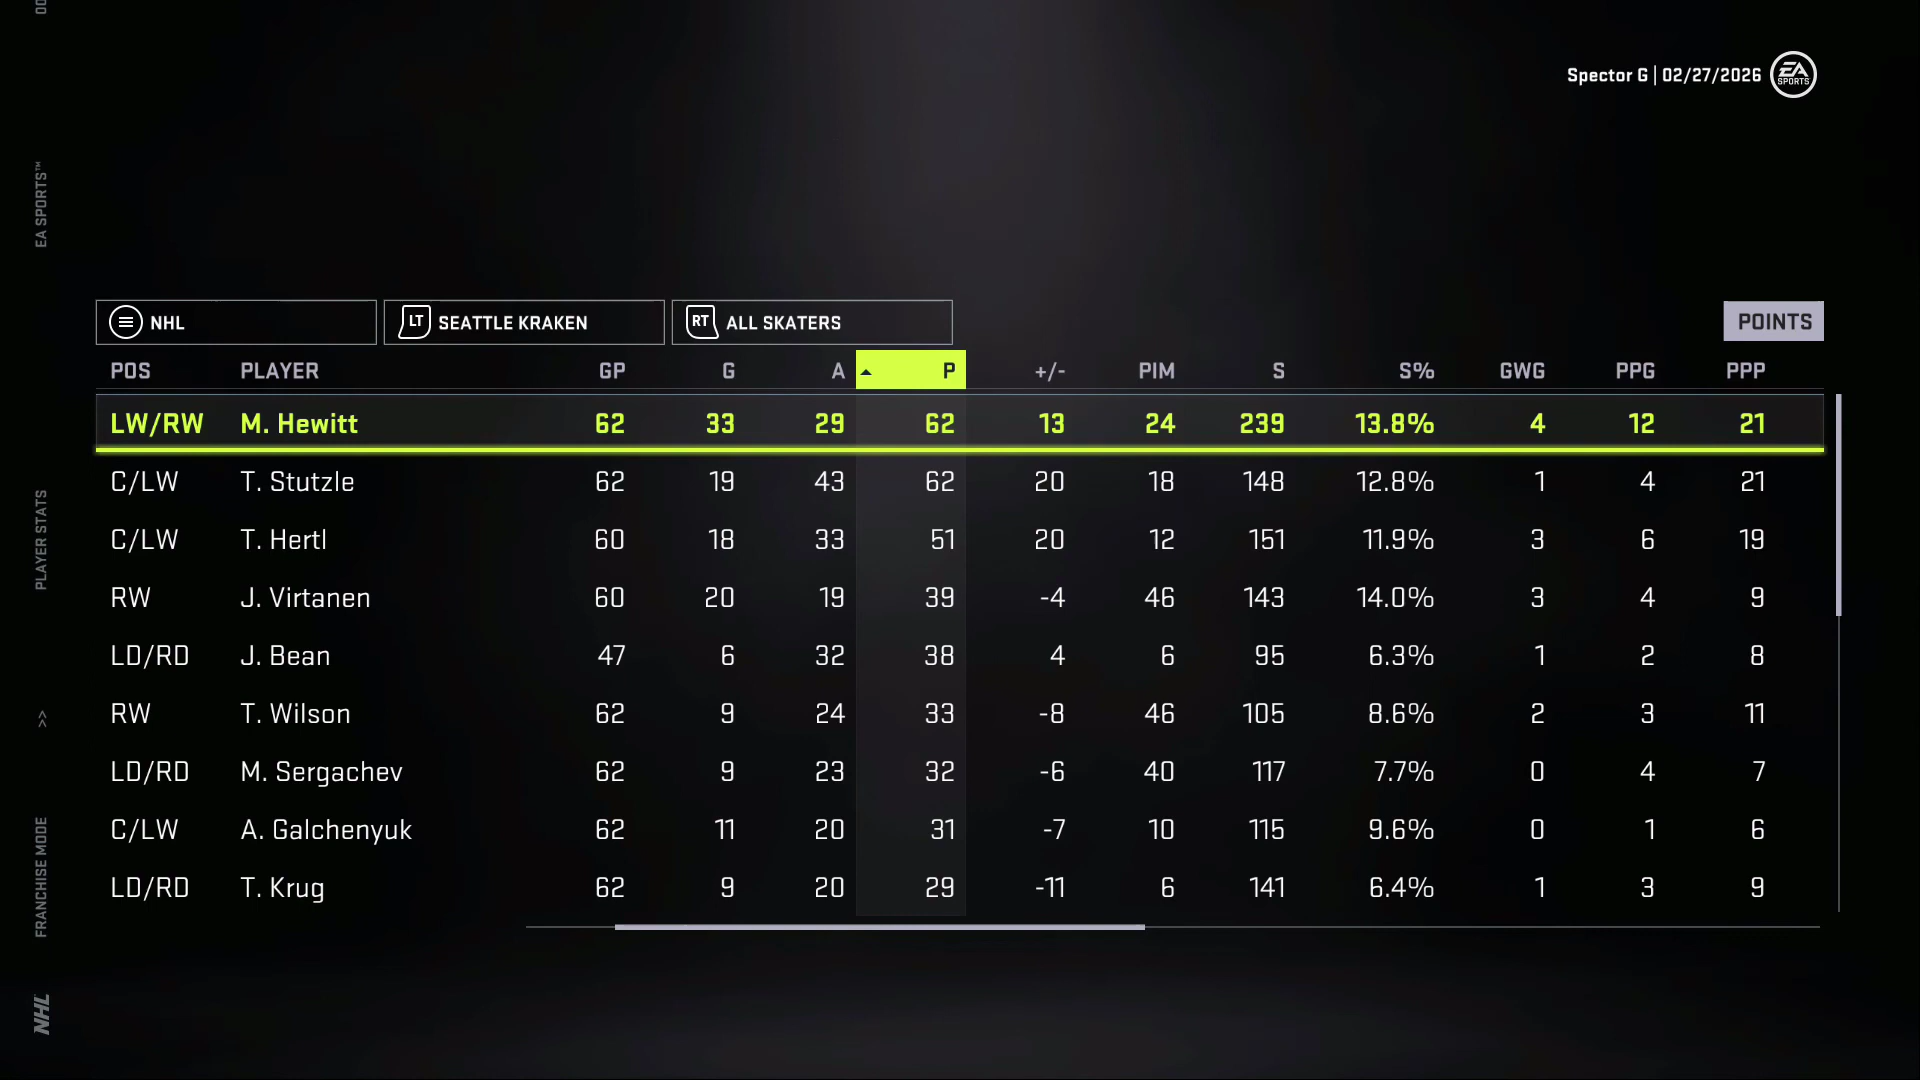 Spector G | 02/27/2026 EA SPORTS
NHL LT SEATTLE KRAKEN RT ALL SKATERS POINTS
POS PLAYER GP G A P +/- PIM S S% GWG PPG PPP
LW/RW M. Hewitt 62 33 29 62 13 24 239 13.8% 4 12 21
C/LW T. Stutzle 62 19 43 62 20 18 148 12.8% 1 4 21
C/LW T. Hertl 60 18 33 51 20 12 151 11.9% 3 6 19
RW J. Virtanen 60 20 19 39 -4 46 143 14.0% 3 4 9
LD/RD J. Bean 47 6 32 38 4 6 95 6.3% 1 2 8
RW T. Wilson 62 9 24 33 -8 46 105 8.6% 2 3 11
LD/RD M. Sergachev 62 9 23 32 -6 40 117 7.7% 0 4 7
C/LW A. Galchenyuk 62 11 20 31 -7 10 115 9.6% 0 1 6
LD/RD T. Krug 62 9 20 29 -11 6 141 6.4% 1 3 9
NHL FRANCHISE MODE >> PLAYER STATS EA SPORTS™